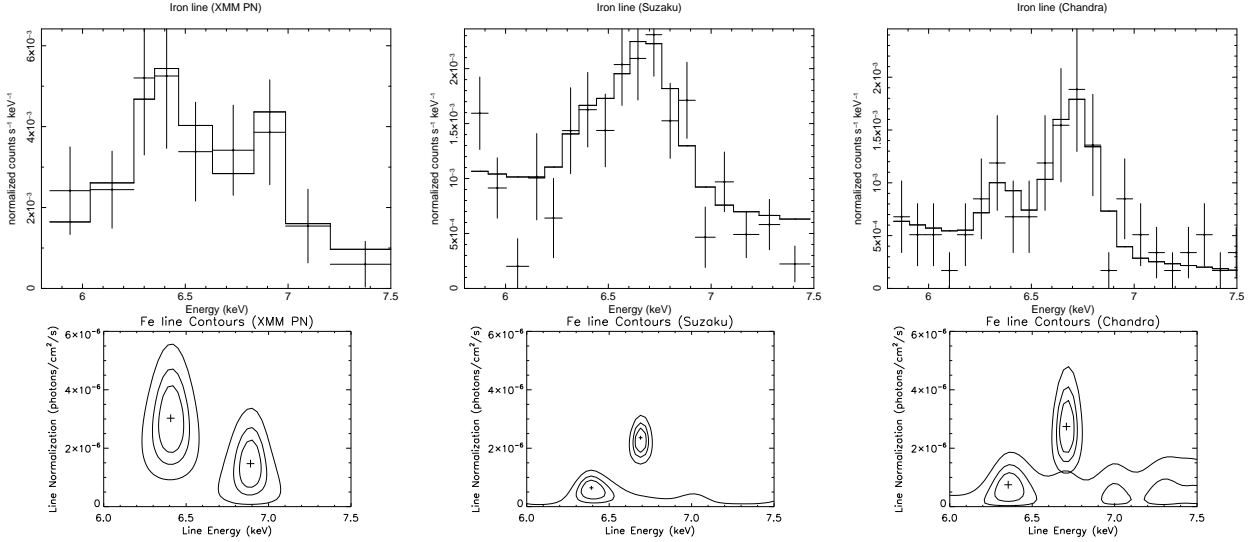 Iron line (XMM PN)
normalized counts s⁻¹ keV⁻¹
6×10⁻³
4×10⁻³
2×10⁻³
0
6
6.5
7
7.5
Energy (keV)
Iron line (Suzaku)
normalized counts s⁻¹ keV⁻¹
2×10⁻³
1.5×10⁻³
10⁻³
5×10⁻⁴
0
6
6.5
7
7.5
Energy (keV)
Iron line (Chandra)
normalized counts s⁻¹ keV⁻¹
2×10⁻³
1.5×10⁻³
10⁻³
5×10⁻⁴
0
6
6.5
7
7.5
Energy (keV)
Fe line Contours (XMM PN)
Line Normalization (photons/cm²/s)
6×10⁻⁶
4×10⁻⁶
2×10⁻⁶
0
6.0
6.5
7.0
7.5
Line Energy (keV)
Fe line Contours (Suzaku)
Line Normalization (photons/cm²/s)
6×10⁻⁶
4×10⁻⁶
2×10⁻⁶
0
6.0
6.5
7.0
7.5
Line Energy (keV)
Fe line Contours (Chandra)
Line Normalization (photons/cm²/s)
6×10⁻⁶
4×10⁻⁶
2×10⁻⁶
0
6.0
6.5
7.0
7.5
Line Energy (keV)